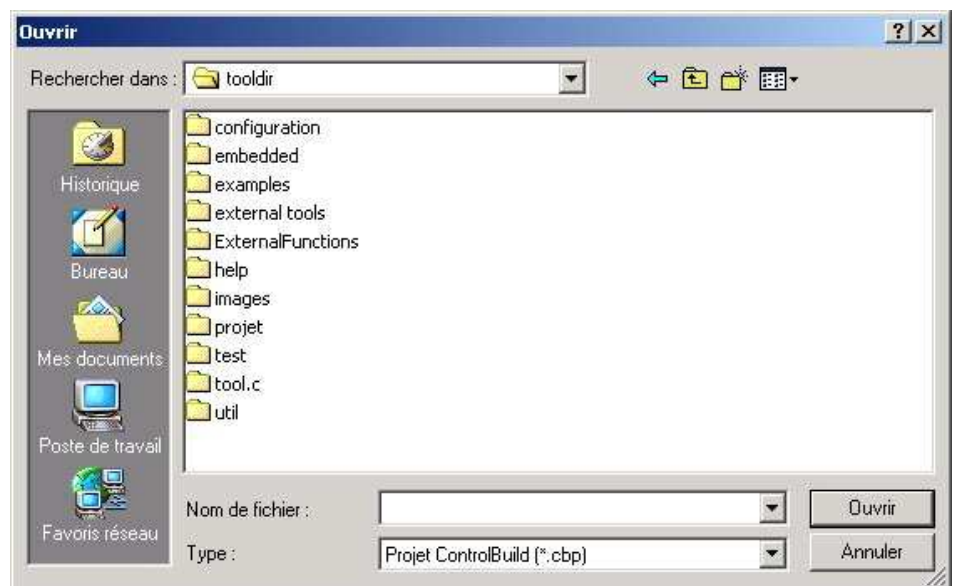 Ouvrir
Rechercher dans : tooldir
Historique
Bureau
Mes documents
Poste de travail
Favoris réseau
configuration
embedded
examples
external tools
ExternalFunctions
help
images
projet
test
tool.c
util
Nom de fichier : Ouvrir
Type : Projet ControlBuild (*.cbp) Annuler